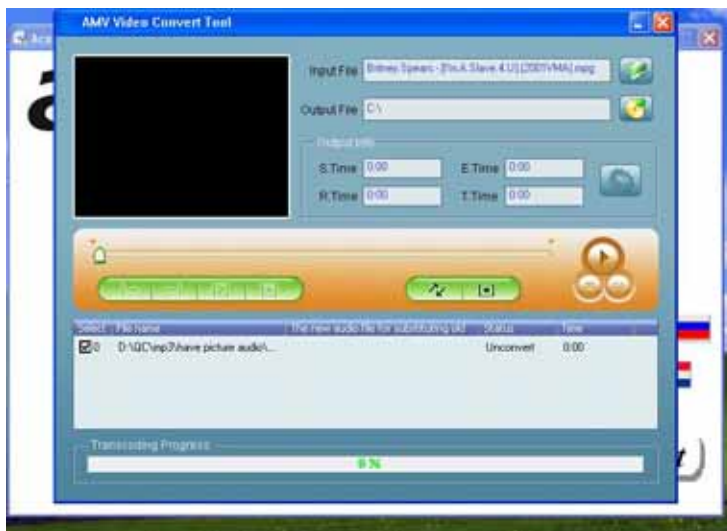 AMV Video Convert Tool
Input File Britney Spears - [I'm A Slave 4 U] (2001VMA).mpg
Output File C:\
Output Info
S.Time 0:00 E.Time 0:00
R.Time 0:00 T.Time 0:00
Select File name The new audio file for substituting old Status Time
0 D:\QC\mp3\have picture audio\... Unconvert 0:00
Transcoding Progress
0 %